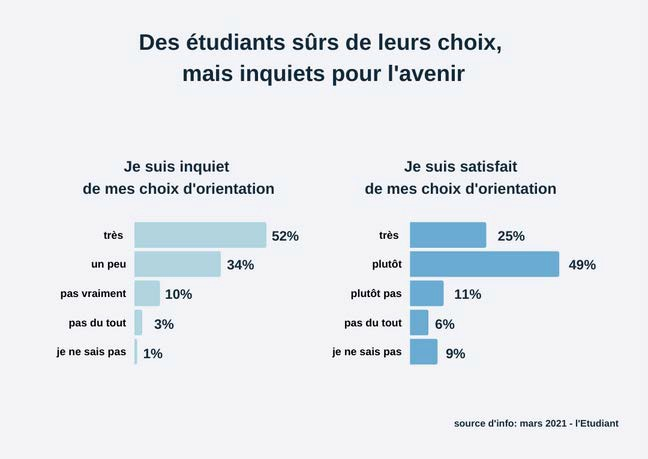 Des étudiants sûrs de leurs choix,
mais inquiets pour l'avenir
Je suis inquiet
de mes choix d'orientation
très 52%
un peu 34%
pas vraiment 10%
pas du tout 3%
je ne sais pas 1%
Je suis satisfait
de mes choix d'orientation
très 25%
plutôt 49%
plutôt pas 11%
pas du tout 6%
je ne sais pas 9%
source d'info: mars 2021 - l'Etudiant